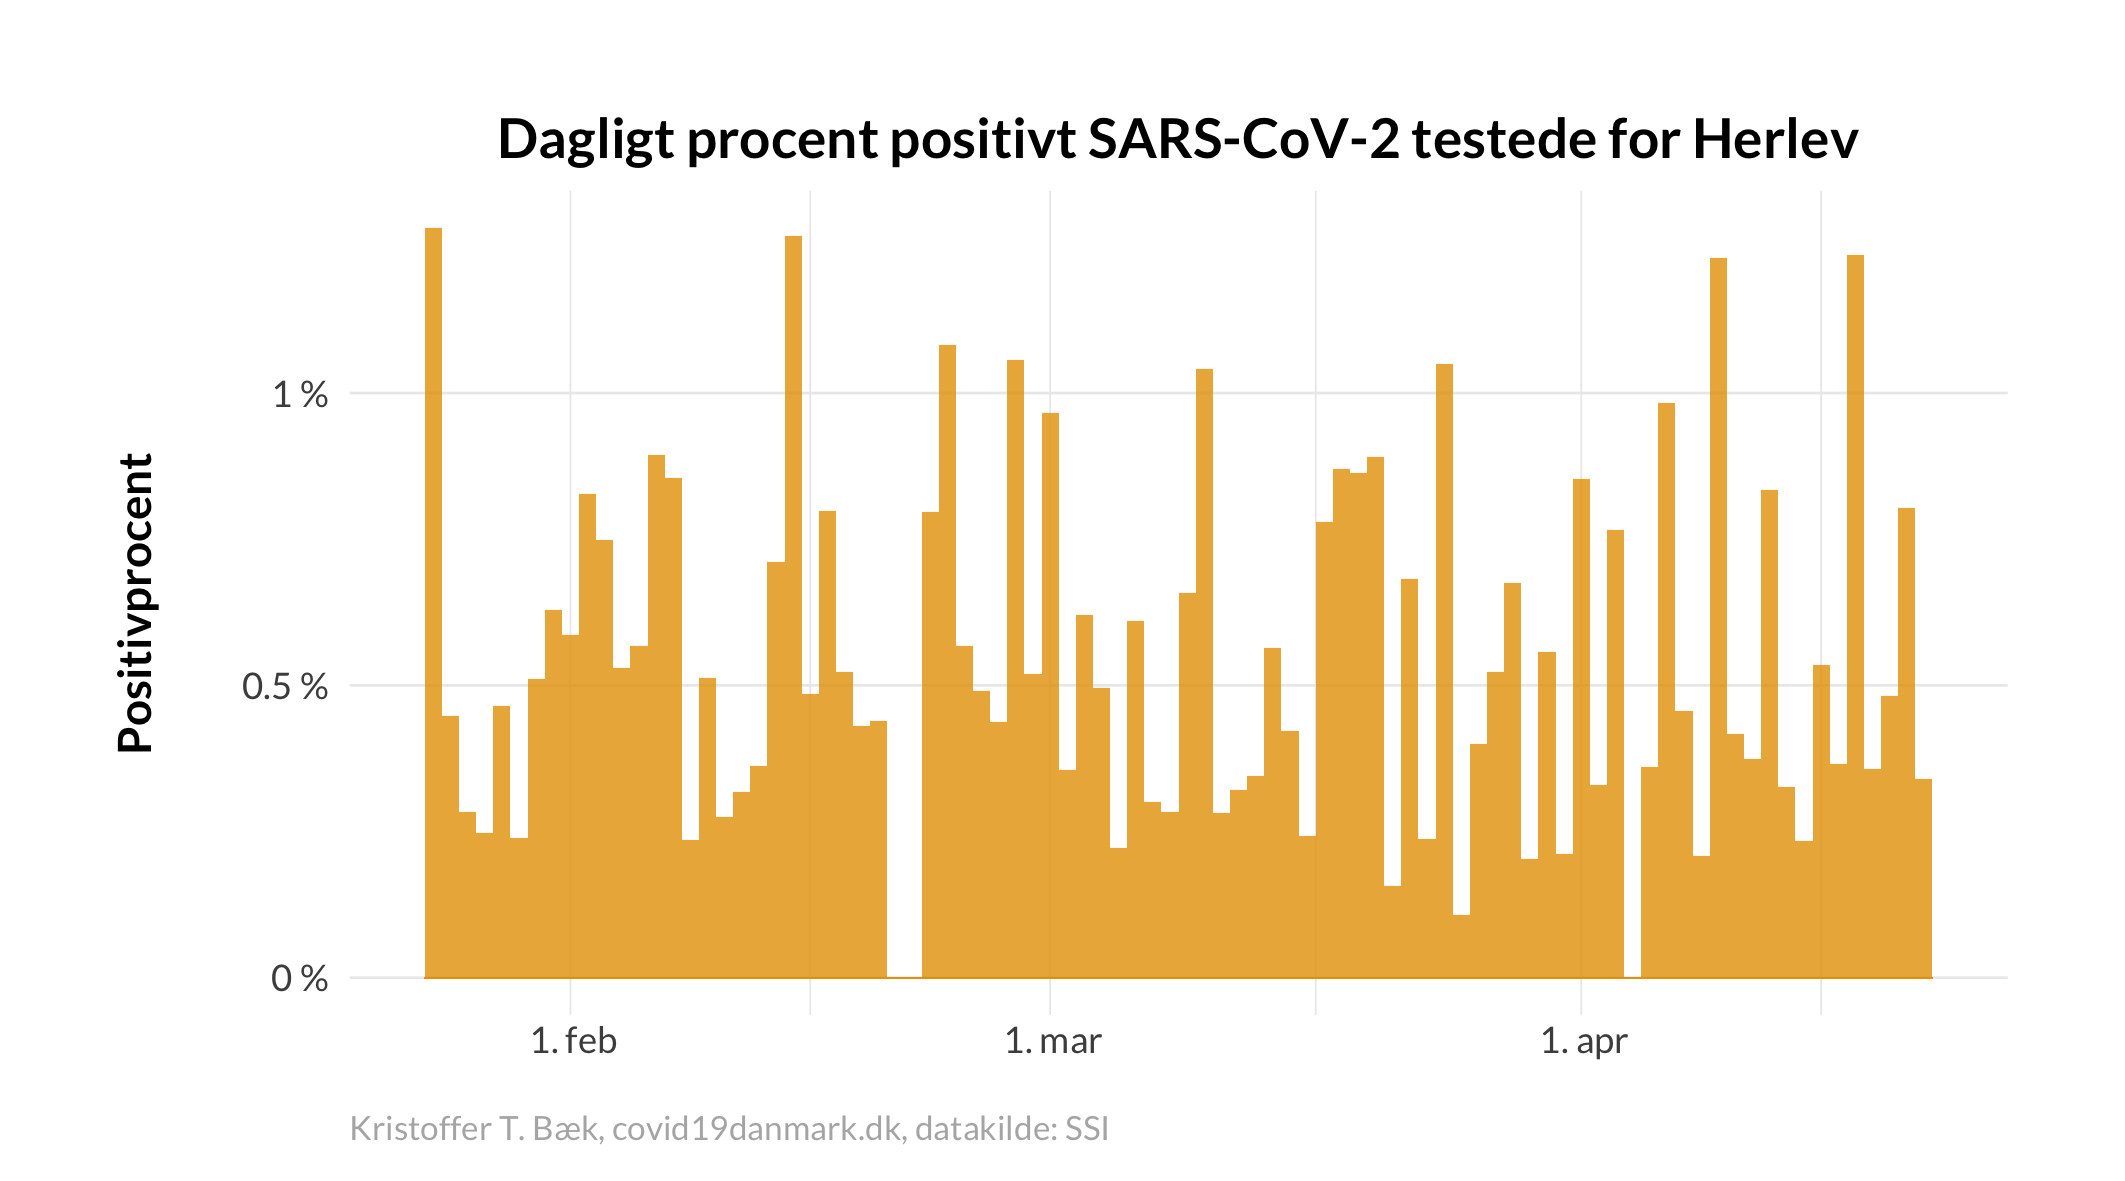 Dagligt procent positivt SARS-CoV-2 testede for Herlev
Positivprocent
1 %
0.5 %
0 %
1. feb
1. mar
1. apr
Kristoffer T. Bæk, covid19danmark.dk, datakilde: SSI